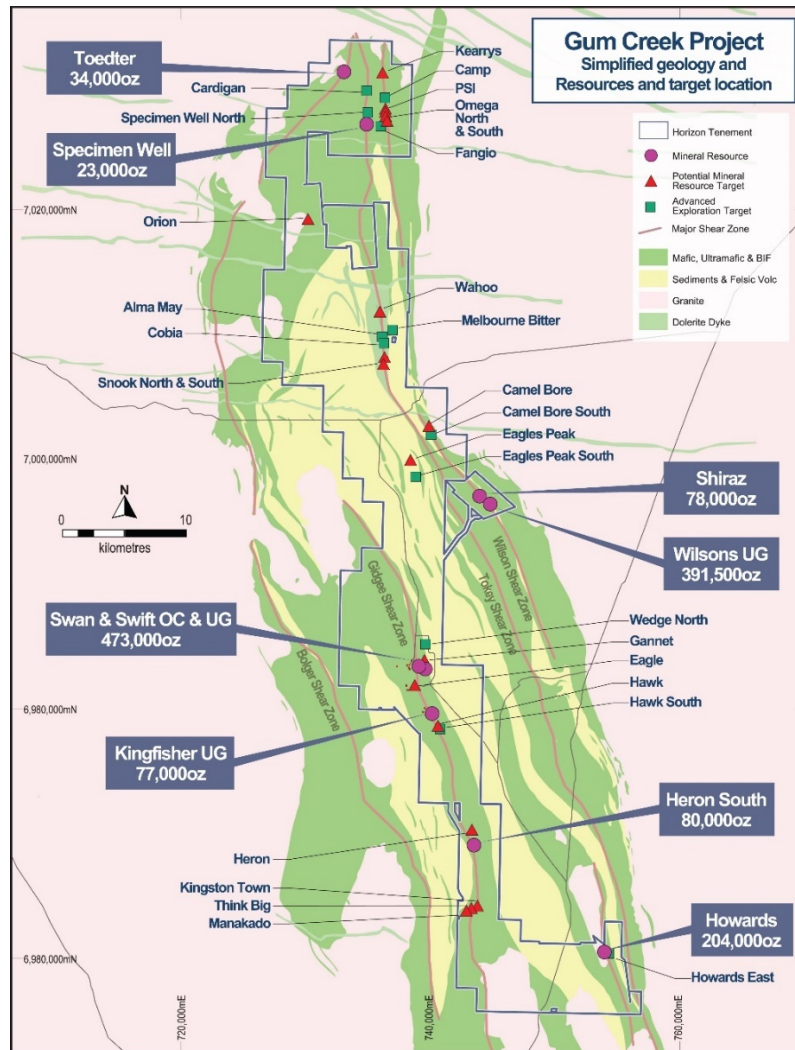 Gum Creek Project
Simplified geology and
Resources and target location
Horizon Tenement
Mineral Resource
Potential Mineral
Resource Target
Advanced
Exploration Target
Major Shear Zone
Mafic, Ultramafic & BIF
Sediments & Felsic Volc
Granite
Dolerite Dyke
Toedter
34,000oz
Cardigan
Specimen Well North
Specimen Well
23,000oz
Kearrys
Camp
PSI
Omega
North
& South
Fangio
7,020,000mN
Orion
Wahoo
Alma May
Melbourne Bitter
Cobia
Snook North & South
Camel Bore
Camel Bore South
Eagles Peak
7,000,000mN
Eagles Peak South
Shiraz
78,000oz
N
0 10
kilometres
Wilsons UG
391,500oz
Wilson Shear Zone
Tokey Shear Zone
Gidgee Shear Zone
Bolger Shear Zone
Swan & Swift OC & UG
473,000oz
Wedge North
Gannet
Eagle
Hawk
Hawk South
6,980,000mN
Kingfisher UG
77,000oz
Heron South
80,000oz
Heron
Kingston Town
Think Big
Manakado
Howards
204,000oz
6,980,000mN
Howards East
720,000mE
740,000mE
760,000mE